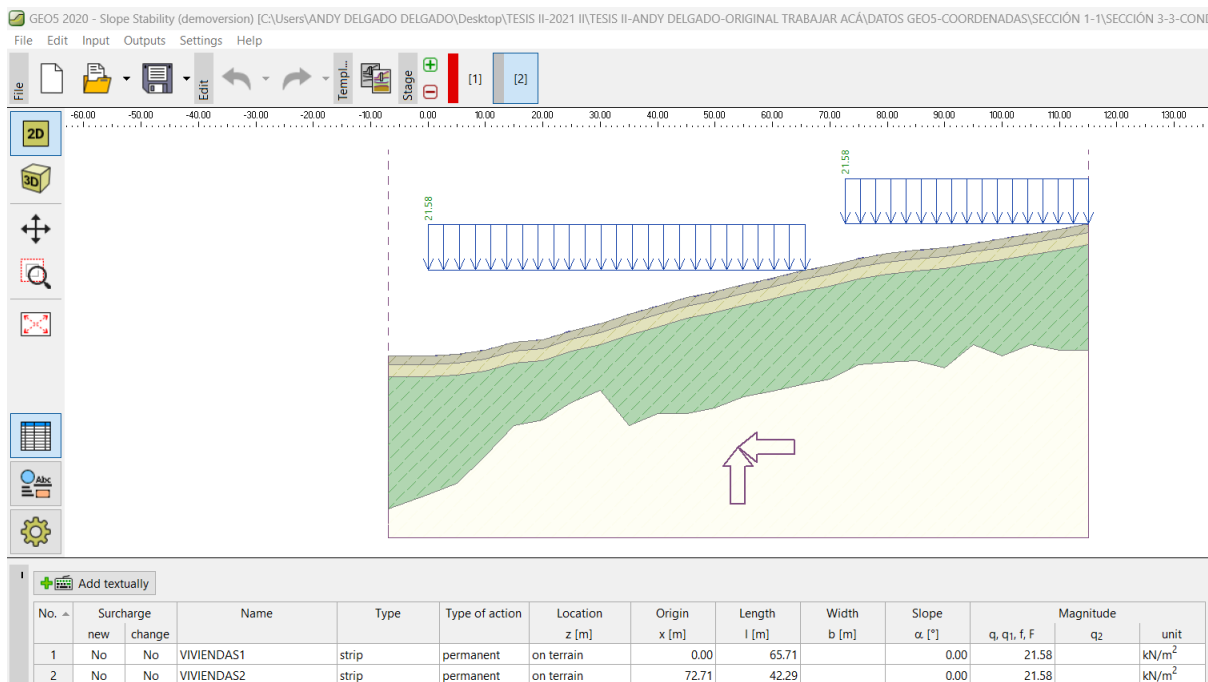 GEO5 2020 - Slope Stability (demoversion) [C:\Users\ANDY DELGADO DELGADO\Desktop\TESIS II-2021 II\TESIS II-ANDY DELGADO-ORIGINAL TRABAJAR ACÁ\DATOS GEO5-COORDENADAS\SECCIÓN 1-1\SECCIÓN 3-3-COND
File Edit Input Outputs Settings Help
File Edit Templ... Stage [1] [2]
-60.00 -50.00 -40.00 -30.00 -20.00 -10.00 0.00 10.00 20.00 30.00 40.00 50.00 60.00 70.00 80.00 90.00 100.00 110.00 120.00 130.00
2D
3D
21.58
21.58
Abc
Add textually
No. Surcharge Name Type Type of action Location Origin Length Width Slope Magnitude
new change z [m] x [m] l [m] b [m] α [°] q, q1, f, F q2 unit
1 No No VIVIENDAS1 strip permanent on terrain 0.00 65.71 0.00 21.58 kN/m²
2 No No VIVIENDAS2 strip permanent on terrain 72.71 42.29 0.00 21.58 kN/m²